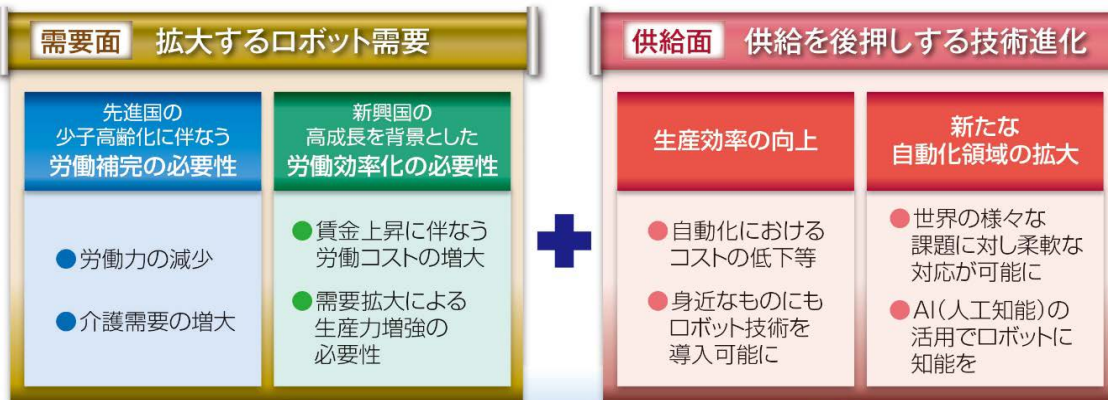 需要面 拡大するロボット需要
先進国の
少子高齢化に伴なう
労働補完の必要性
●労働力の減少
●介護需要の増大
新興国の
高成長を背景とした
労働効率化の必要性
●賃金上昇に伴なう
労働コストの増大
●需要拡大による
生産力増強の
必要性
+
供給面 供給を後押しする技術進化
生産効率の向上
●自動化における
コストの低下等
●身近なものにも
ロボット技術を
導入可能に
新たな
自動化領域の拡大
●世界の様々な
課題に対し柔軟な
対応が可能に
●AI(人工知能)の
活用でロボットに
知能を